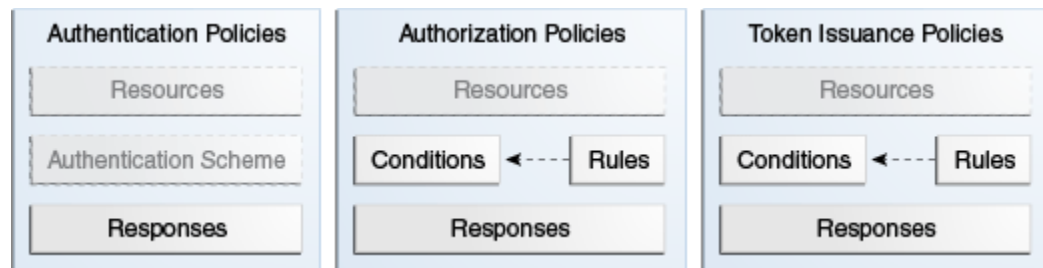 Authentication Policies
Resources
Authentication Scheme
Responses
Authorization Policies
Resources
Conditions
Rules
Responses
Token Issuance Policies
Resources
Conditions
Rules
Responses